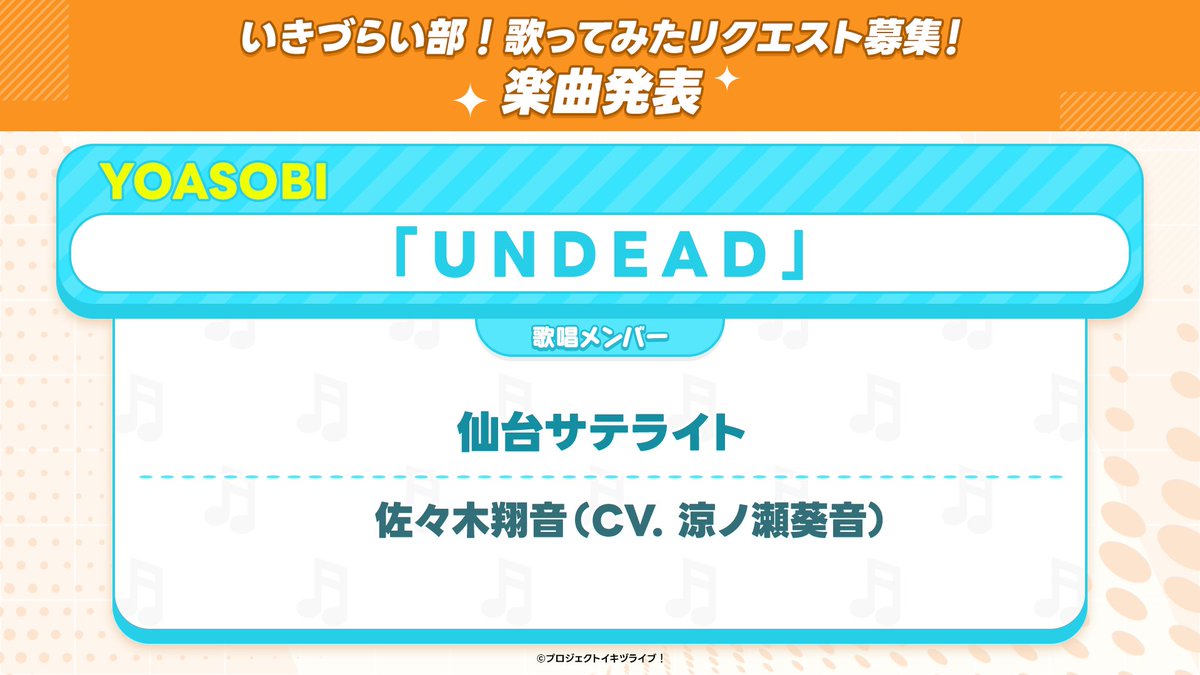 いきづらい部！歌ってみたリクエスト募集！
楽曲発表
YOASOBI
「UNDEAD」
歌唱メンバー
仙台サテライト
佐々木翔音（CV. 涼ノ瀬葵音）
©プロジェクトイキヅライブ！